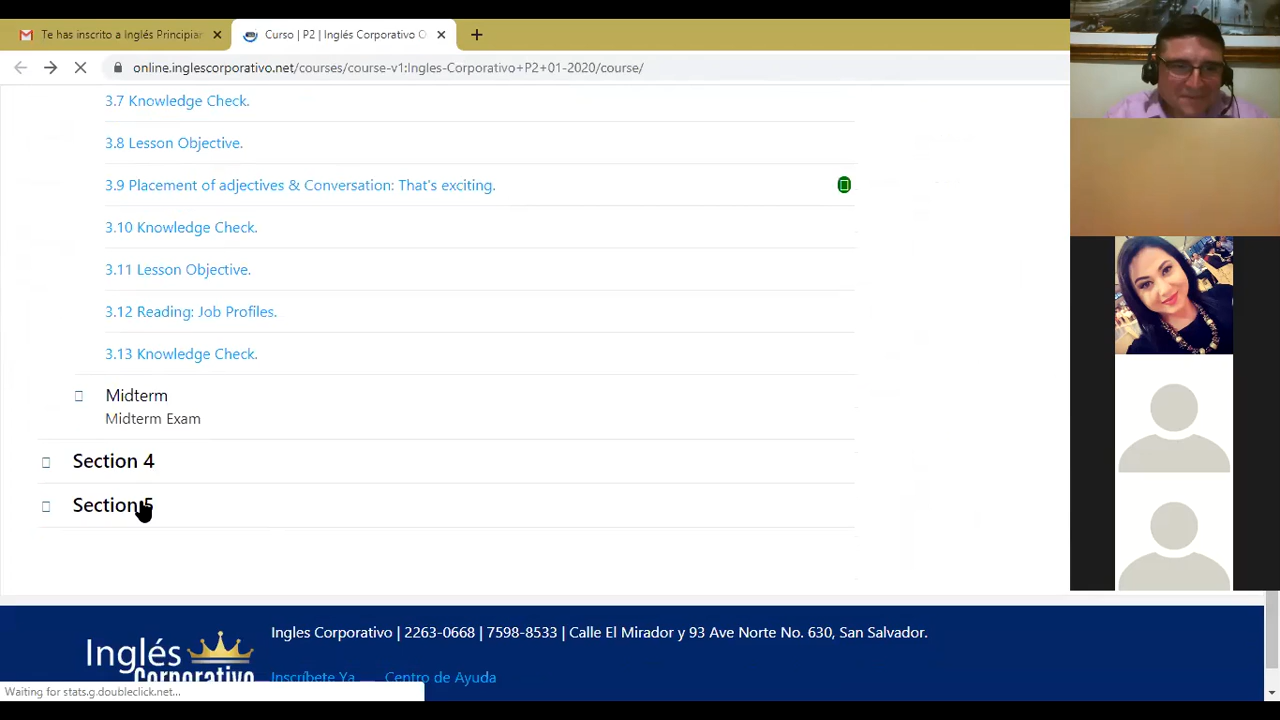 Te has inscrito a Inglés Principian
Curso | P2 | Inglés Corporativo O
online.inglescorporativo.net/courses/course-v1:Ingles-Corporativo+P2+01-2020/course/
3.7 Knowledge Check.
3.8 Lesson Objective.
3.9 Placement of adjectives & Conversation: That's exciting.
3.10 Knowledge Check.
3.11 Lesson Objective.
3.12 Reading: Job Profiles.
3.13 Knowledge Check.
Midterm
Midterm Exam
Section 4
Section 5
Inglés
Corporativo
Ingles Corporativo | 2263-0668 | 7598-8533 | Calle El Mirador y 93 Ave Norte No. 630, San Salvador.
Inscríbete Ya
Centro de Ayuda
Waiting for stats.g.doubleclick.net...